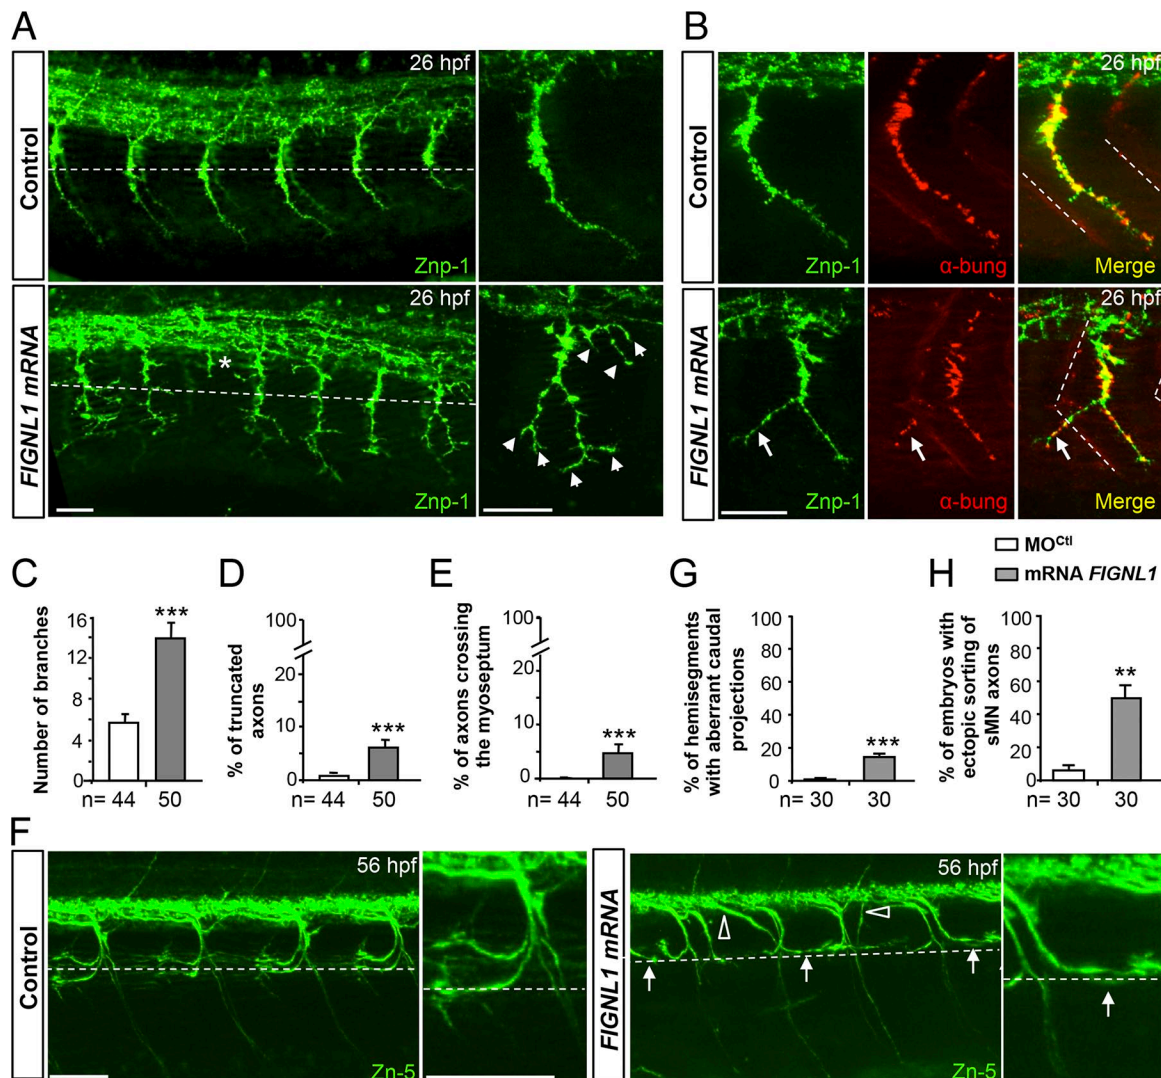 A
B
Control
26 hpf
Znp-1
FIGNL1 mRNA
26 hpf
Znp-1
*
Control
Znp-1
α-bung
26 hpf
Merge
FIGNL1 mRNA
Znp-1
α-bung
26 hpf
Merge
MOCtl
mRNA FIGNL1
C
Number of branches
16
12
8
4
0
***
n= 44 50
D
% of truncated
axons
100
20
10
0
***
n= 44 50
E
% of axons crossing
the myoseptum
100
20
10
0
***
n= 44 50
G
% of hemisegments
with aberrant caudal
projections
100
80
60
40
20
0
***
n= 30 30
H
% of embryos with
ectopic sorting of
sMN axons
100
80
60
40
20
0
**
n= 30 30
F
Control
56 hpf
Zn-5
FIGNL1 mRNA
56 hpf
Zn-5